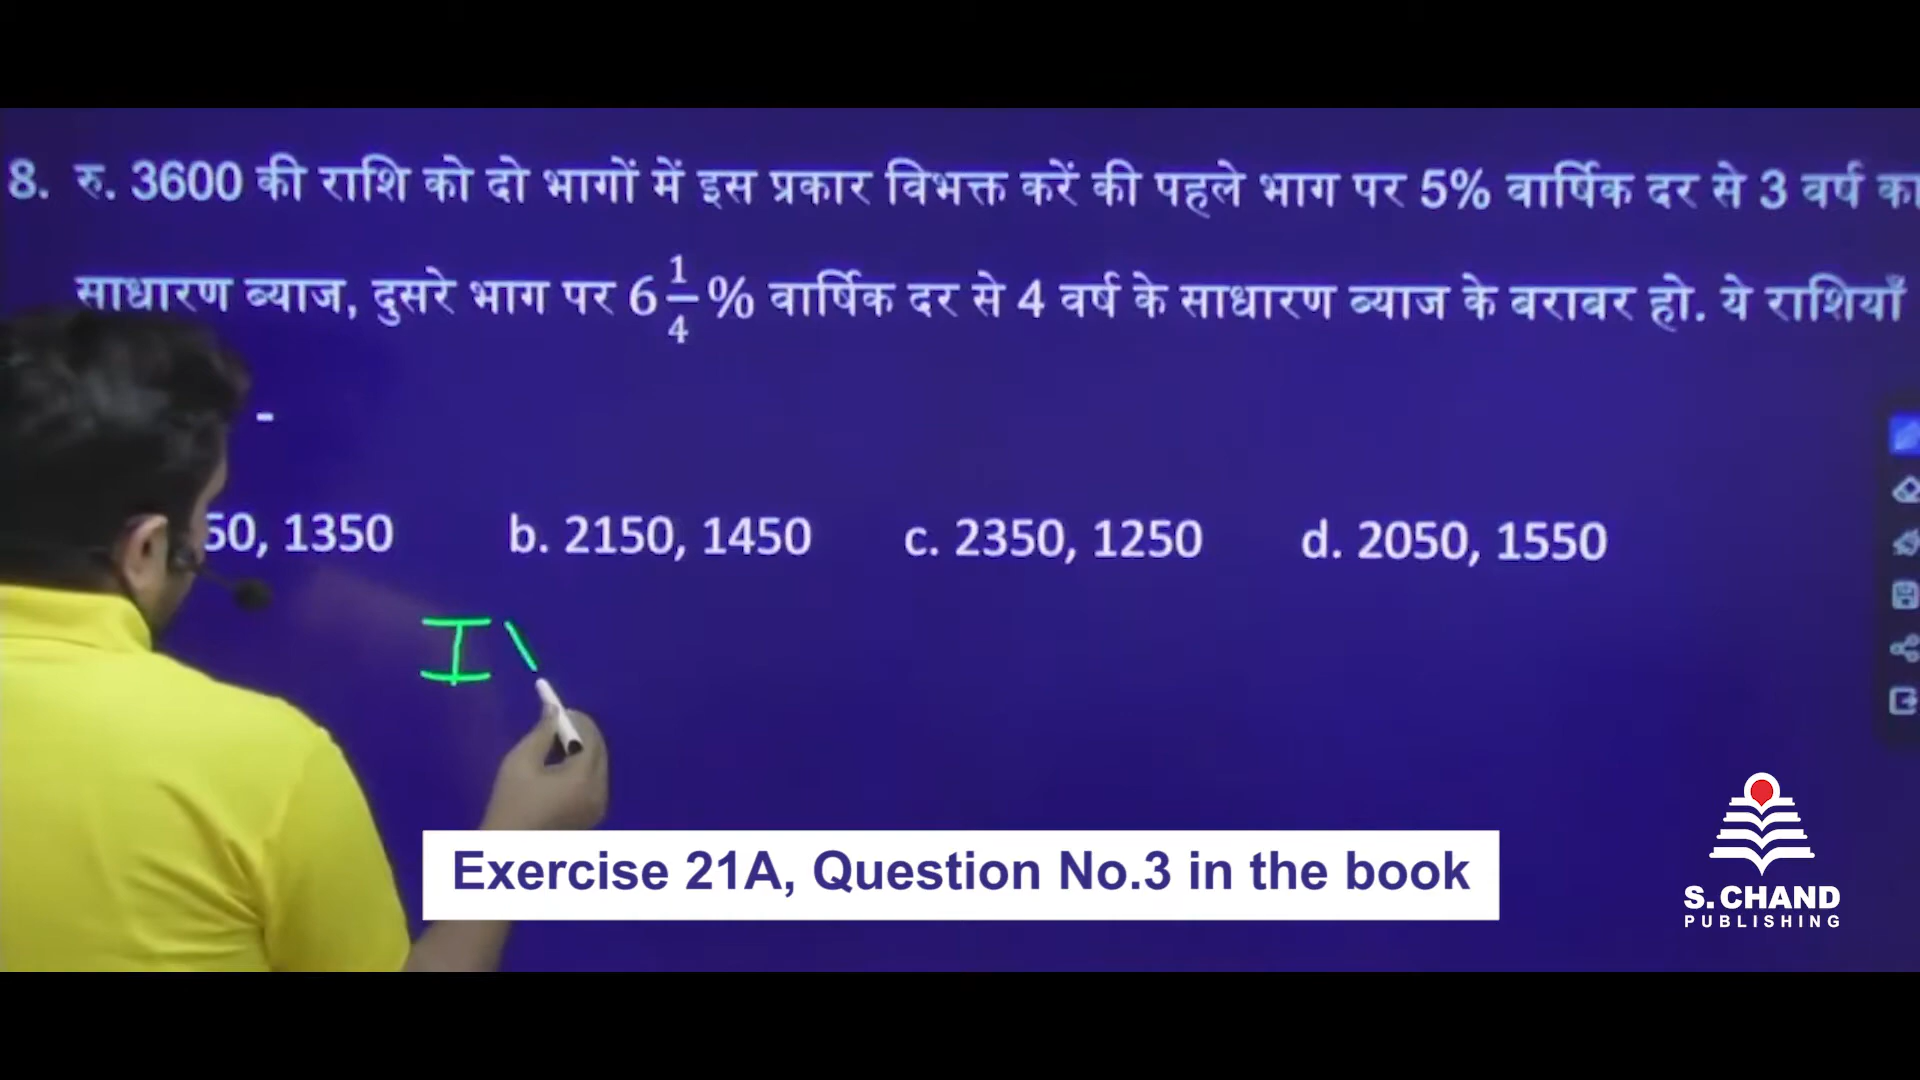 8. रु. 3600 की राशि को दो भागों में इस प्रकार विभक्त करें की पहले भाग पर 5% वार्षिक दर से 3 वर्ष का
साधारण ब्याज, दुसरे भाग पर 6 1/4 % वार्षिक दर से 4 वर्ष के साधारण ब्याज के बराबर हो. ये राशियाँ
-
50, 1350 b. 2150, 1450 c. 2350, 1250 d. 2050, 1550
I \
Exercise 21A, Question No.3 in the book
S. CHAND
PUBLISHING